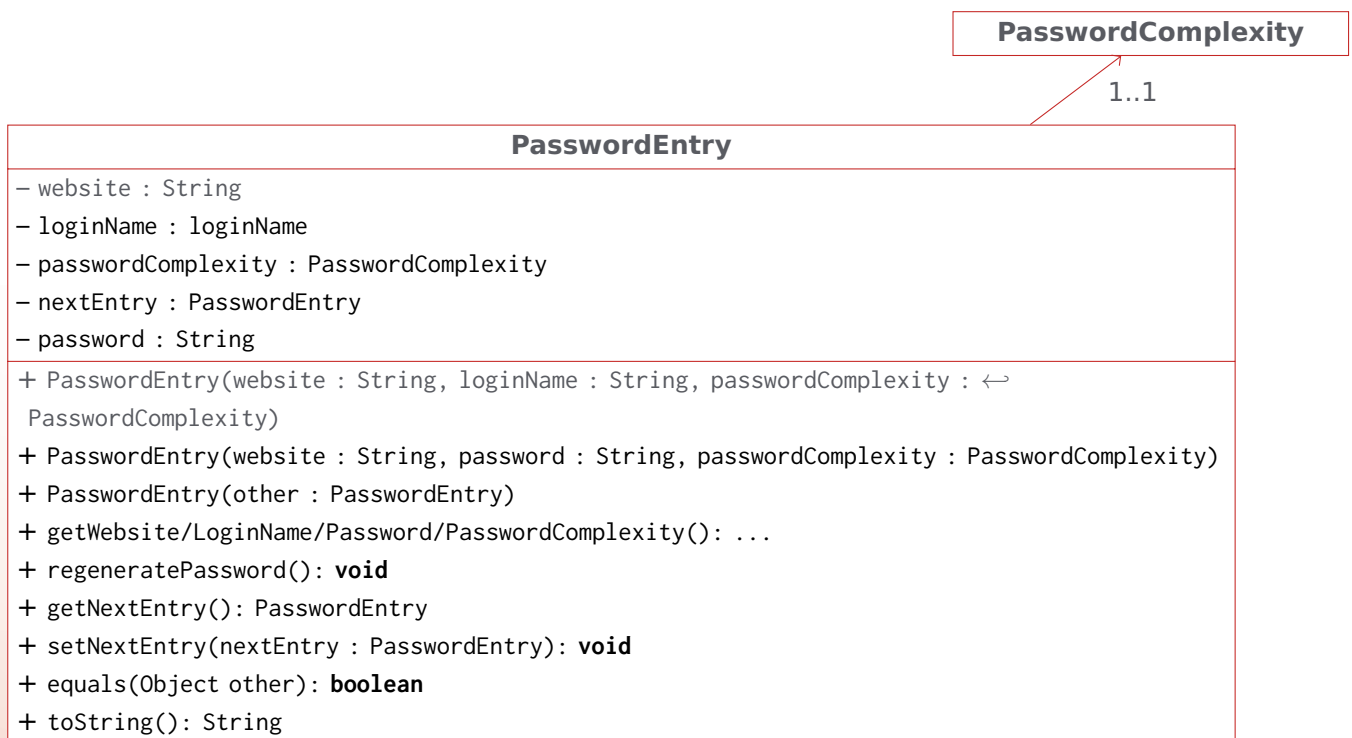 PasswordComplexity
1..1
PasswordEntry
– website : String
– loginName : loginName
– passwordComplexity : PasswordComplexity
– nextEntry : PasswordEntry
– password : String
+ PasswordEntry(website : String, loginName : String, passwordComplexity : ↩
PasswordComplexity)
+ PasswordEntry(website : String, password : String, passwordComplexity : PasswordComplexity)
+ PasswordEntry(other : PasswordEntry)
+ getWebsite/LoginName/Password/PasswordComplexity(): ...
+ regeneratePassword(): void
+ getNextEntry(): PasswordEntry
+ setNextEntry(nextEntry : PasswordEntry): void
+ equals(Object other): boolean
+ toString(): String